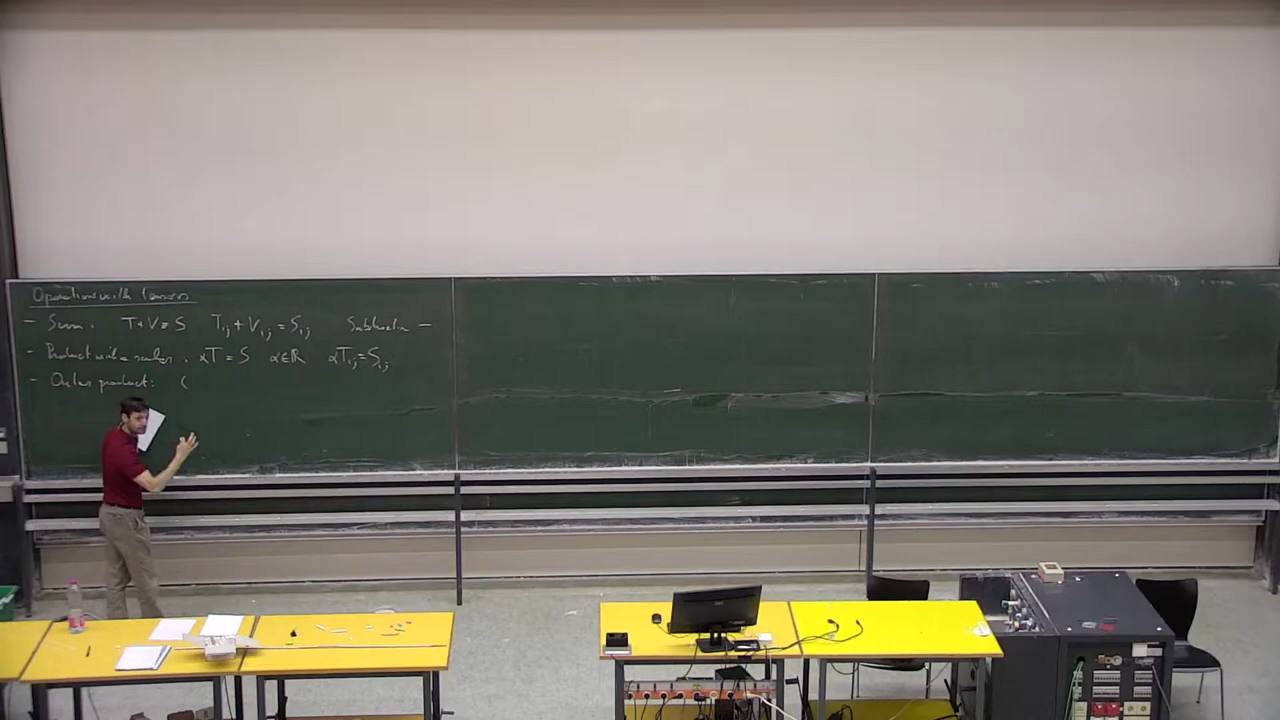 Operations with tensors
- Sum. T+V=S T_ij + V_ij = S_ij Subtraction -
- Product with a scalar. αT = S α∈ℝ αT_ij = S_ij
- Outer product: (